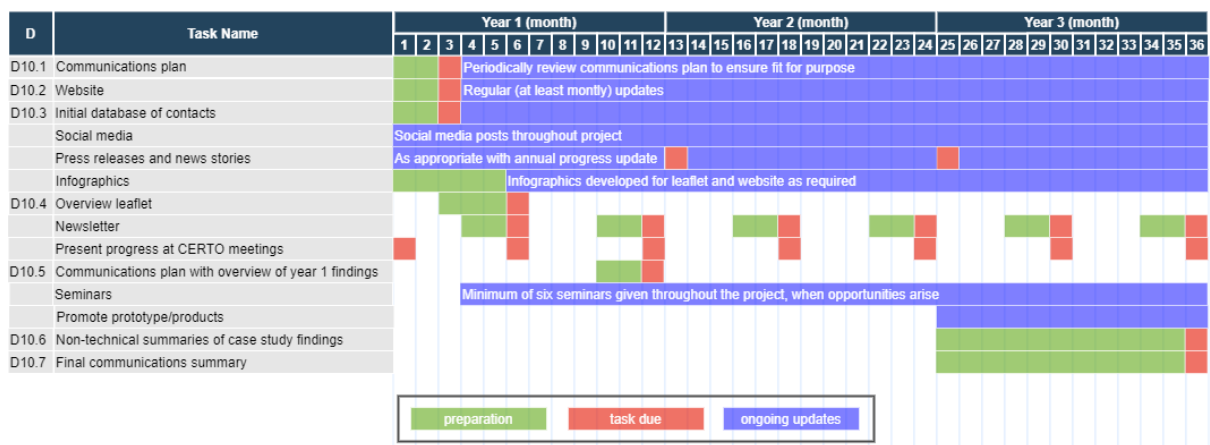 D Task Name Year 1 (month) Year 2 (month) Year 3 (month)
1 2 3 4 5 6 7 8 9 10 11 12 13 14 15 16 17 18 19 20 21 22 23 24 25 26 27 28 29 30 31 32 33 34 35 36
D10.1 Communications plan Periodically review communications plan to ensure fit for purpose
D10.2 Website Regular (at least montly) updates
D10.3 Initial database of contacts
Social media Social media posts throughout project
Press releases and news stories As appropriate with annual progress update
Infographics Infographics developed for leaflet and website as required
D10.4 Overview leaflet
Newsletter
Present progress at CERTO meetings
D10.5 Communications plan with overview of year 1 findings
Seminars Minimum of six seminars given throughout the project, when opportunities arise
Promote prototype/products
D10.6 Non-technical summaries of case study findings
D10.7 Final communications summary
preparation task due ongoing updates